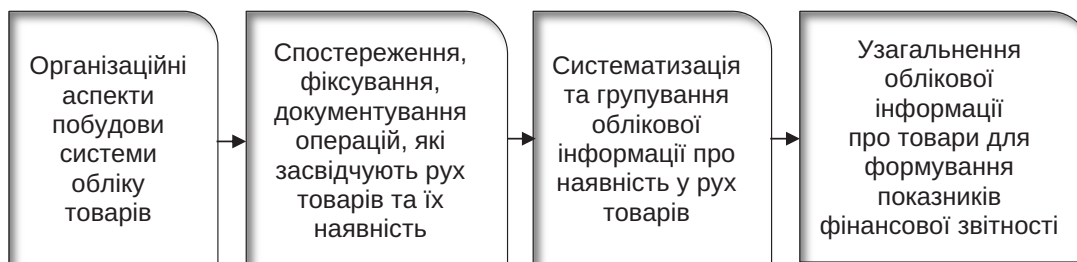 Організаційні
аспекти
побудови
системи
обліку
товарів
Спостереження,
фіксування,
документування
операцій, які
засвідчують рух
товарів та їх
наявність
Систематизація
та групування
облікової
інформації про
наявність у рух
товарів
Узагальнення
облікової
інформації
про товари для
формування
показників
фінансової звітності